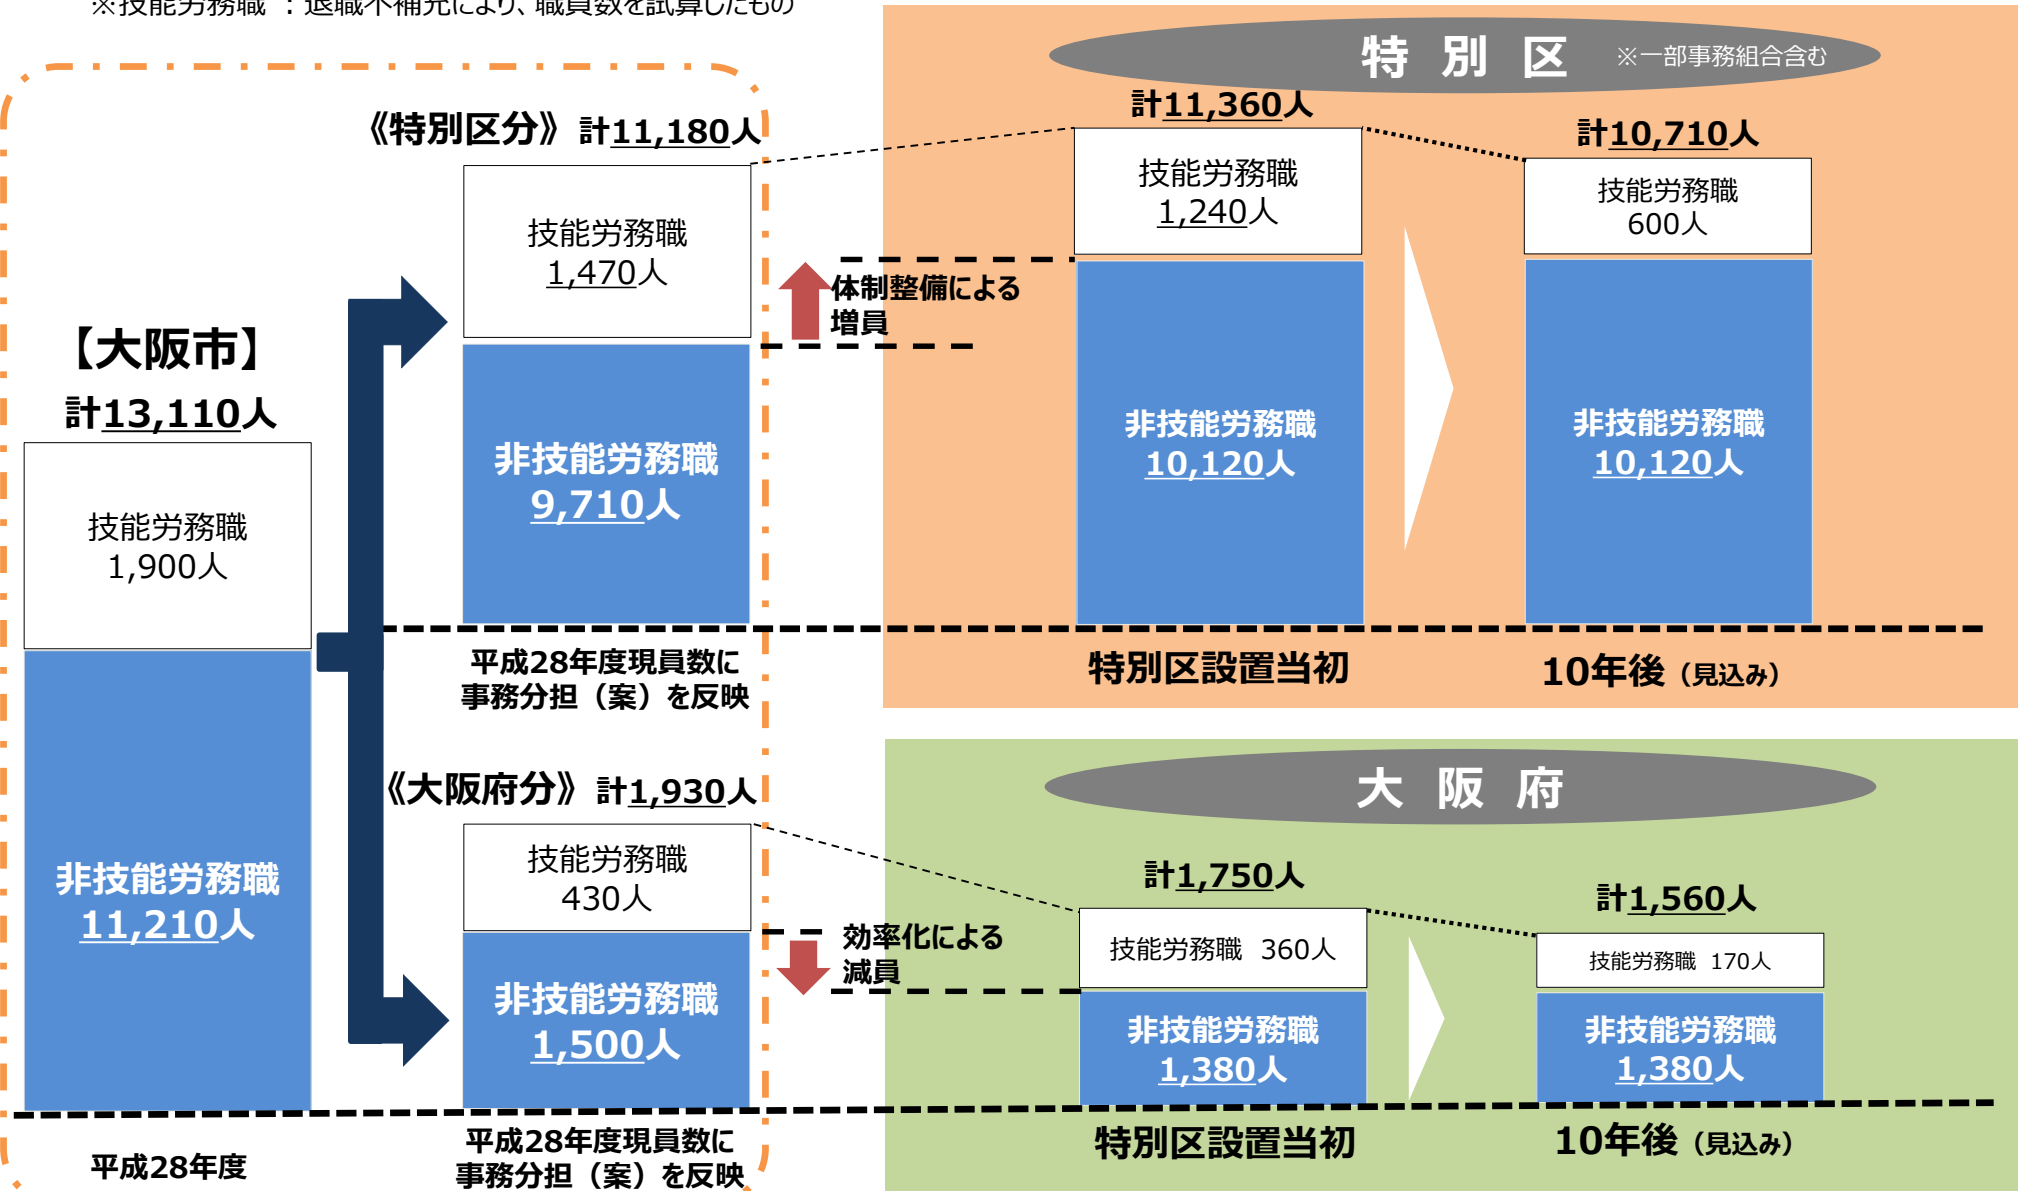 ※技能労務職 ：退職不補充により、職員数を試算したもの
特 別 区 ※一部事務組合含む
《特別区分》 計11,180人
計11,360人
計10,710人
技能労務職
1,470人
技能労務職
1,240人
技能労務職
600人
体制整備による
増員
【大阪市】
計13,110人
非技能労務職
9,710人
非技能労務職
10,120人
非技能労務職
10,120人
技能労務職
1,900人
平成28年度現員数に
事務分担（案）を反映
特別区設置当初
10年後（見込み）
《大阪府分》 計1,930人
大 阪 府
技能労務職
430人
計1,750人
計1,560人
非技能労務職
11,210人
効率化による
減員
技能労務職 360人
技能労務職 170人
非技能労務職
1,500人
非技能労務職
1,380人
非技能労務職
1,380人
平成28年度
平成28年度現員数に
事務分担（案）を反映
特別区設置当初
10年後（見込み）